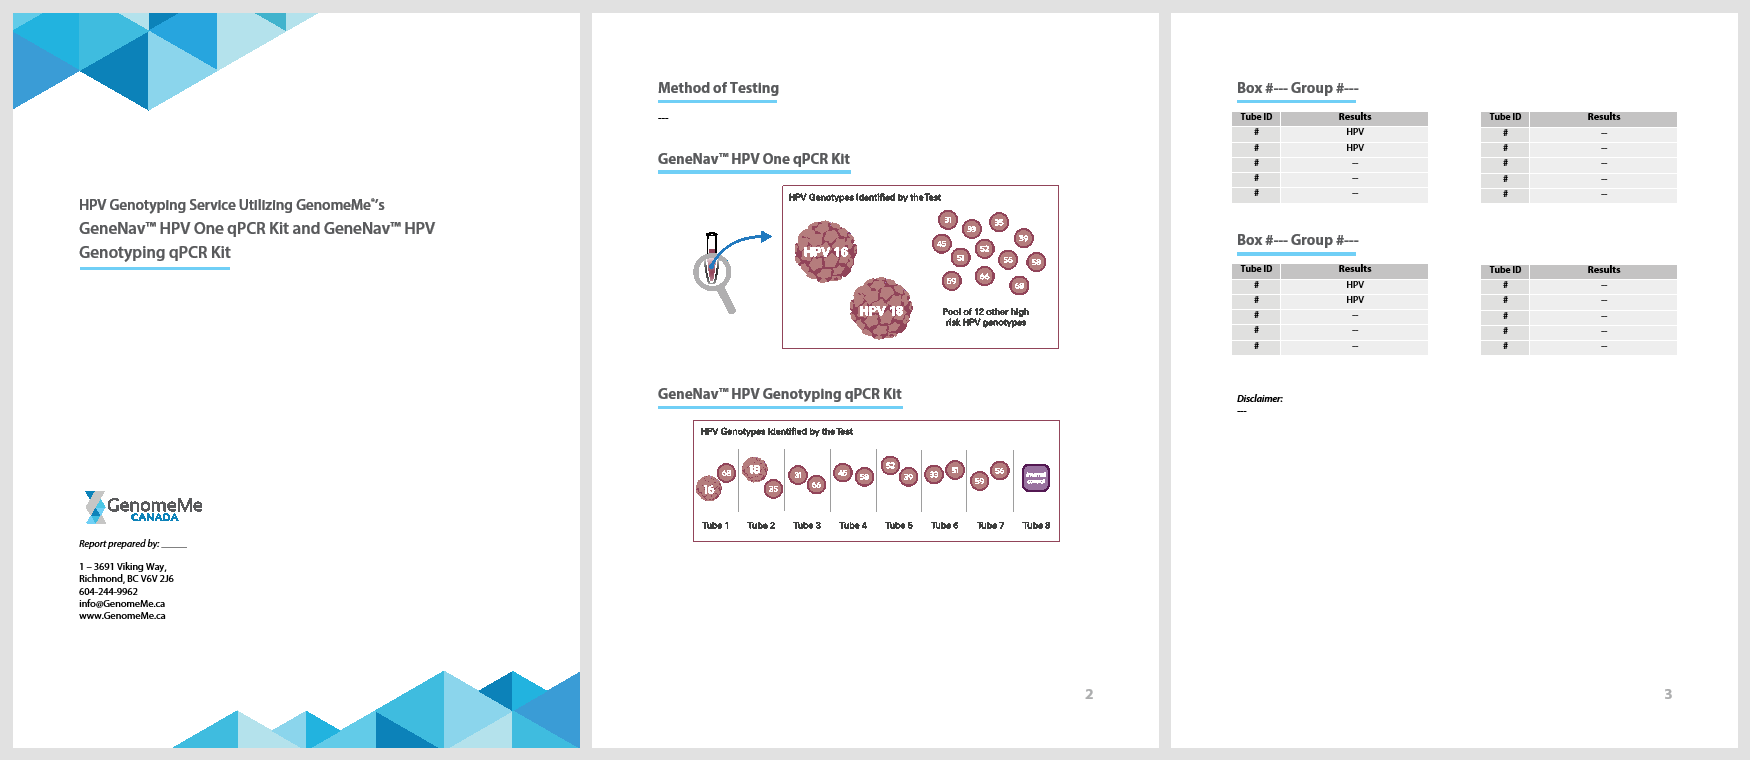 HPV Genotyping Service Utilizing GenomeMe®'s
GeneNav™ HPV One qPCR Kit and GeneNav™ HPV
Genotyping qPCR Kit
GenomeMe
CANADA
Report prepared by: _____
1 – 3691 Viking Way,
Richmond, BC V6V 2J6
604-244-9962
info@GenomeMe.ca
www.GenomeMe.ca
Method of Testing
---
GeneNav™ HPV One qPCR Kit
HPV Genotypes Identified by the Test
HPV 16
HPV 18
31
33
35
39
45
51
52
56
58
59
66
68
Pool of 12 other high
risk HPV genotypes
GeneNav™ HPV Genotyping qPCR Kit
HPV Genotypes Identified by the Test
16 68 18 35 31 66 45 58 52 39 33 51 59 56 Internal control
Tube 1 Tube 2 Tube 3 Tube 4 Tube 5 Tube 6 Tube 7 Tube 8
2
Box #--- Group #---
Tube ID Results Tube ID Results
# HPV # ---
# HPV # ---
# --- # ---
# --- # ---
# --- # ---
Box #--- Group #---
Tube ID Results Tube ID Results
# HPV # ---
# HPV # ---
# --- # ---
# --- # ---
# --- # ---
Disclaimer:
---
3